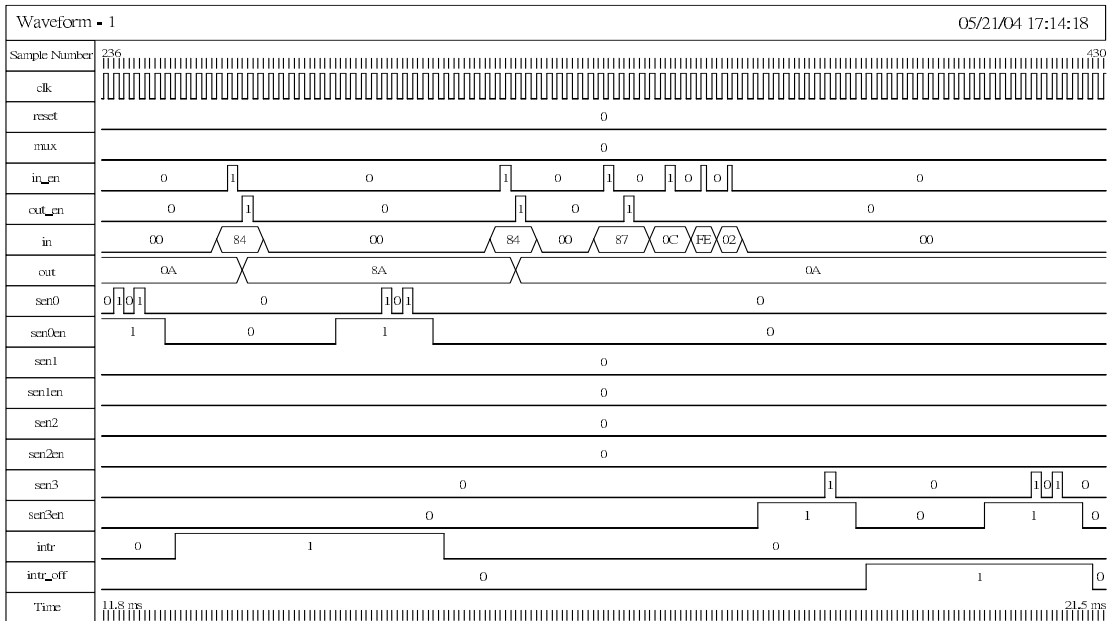 Waveform - 1 05/21/04 17:14:18
Sample Number 236 430
clk
reset 0
mux 0
in_en 0 1 0 1 0 1 0 1 0 0 0
out_en 0 1 0 1 0 1 0
in 00 84 00 84 00 87 0C FE 02 00
out 0A 8A 0A
sen0 0 1 0 1 0 1 0 1 0
sen0en 1 0 1 0
sen1 0
sen1en 0
sen2 0
sen2en 0
sen3 0 1 0 1 0 1 0
sen3en 0 1 0 1 0
intr 0 1 0
intr_off 0 1 0
Time 11.8 ms 21.5 ms